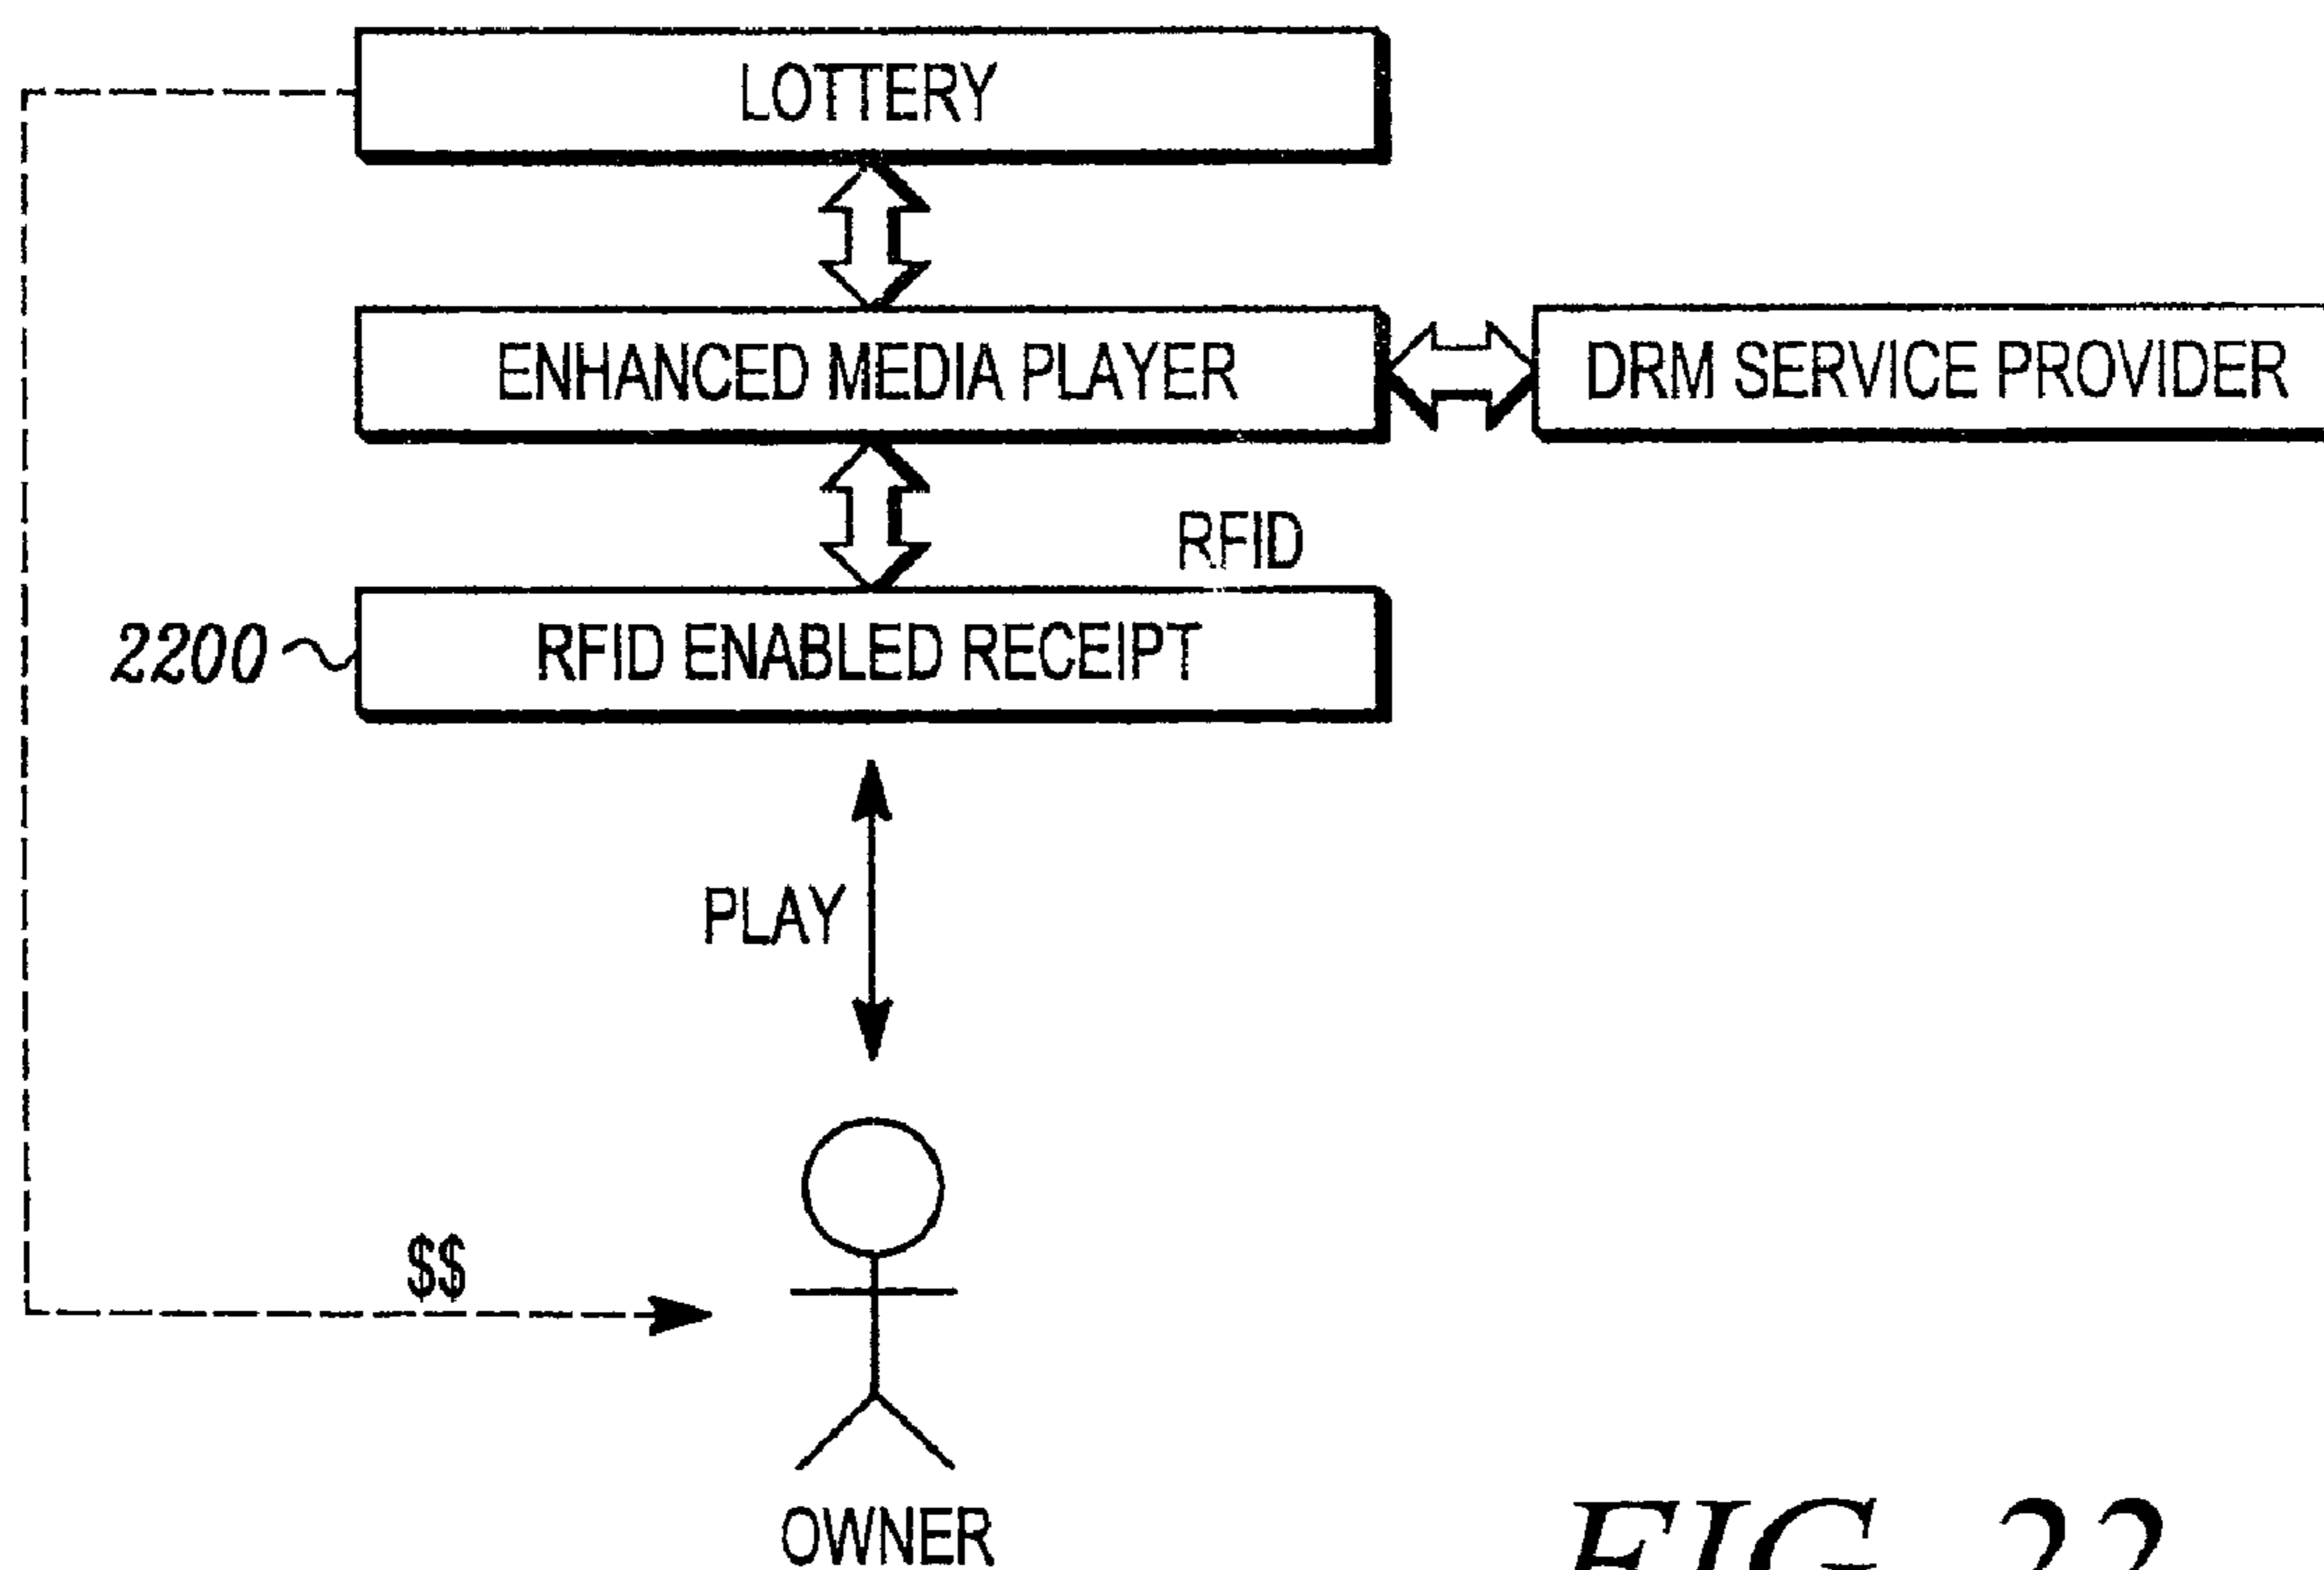 LOTTERY
ENHANCED MEDIA PLAYER
DRM SERVICE PROVIDER
RFID
2200
RFID ENABLED RECEIPT
PLAY
$$
OWNER
FIG. 22